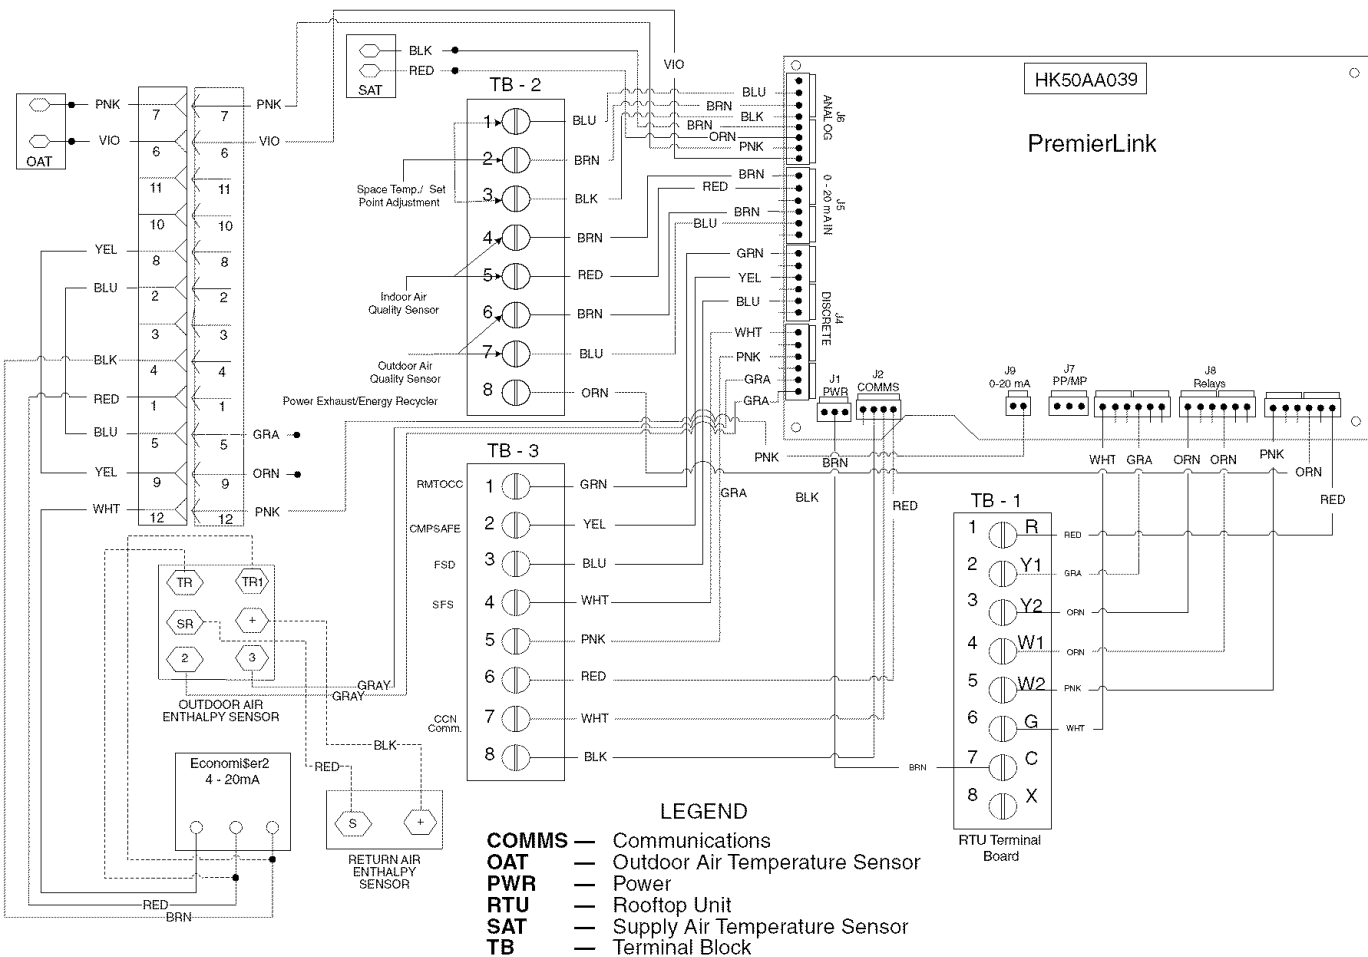 HK50AA039
PremierLink
VIO
BLK
RED
SAT
PNK
VIO
OAT
7
6
11
10
8
2
3
4
1
5
9
12
7
6
11
10
8
2
3
4
1
5
9
12
PNK
VIO
YEL
BLU
BLK
RED
BLU
YEL
WHT
GRA
ORN
PNK
TB - 2
1
BLU
2
BRN
3
BLK
4
BRN
5
RED
6
BRN
7
BLU
8
ORN
Space Temp./ Set
Point Adjustment
Indoor Air
Quality Sensor
Outdoor Air
Quality Sensor
Power Exhaust/Energy Recycler
BLU
BRN
BLK
BRN
ORN
PNK
J6
ANALOG
BRN
RED
BRN
BLU
J5
0 - 20 mA IN
GRN
YEL
BLU
WHT
PNK
GRA
GRA
J4
DISCRETE
J1
PWR
J2
COMMS
J9
0-20 mA
J7
PP/MP
J8
Relays
PNK
BRN
GRA
BLK
RED
WHT
GRA
ORN
ORN
PNK
ORN
RED
TB - 3
RMTOCC
1
GRN
CMPSAFE
2
YEL
FSD
3
BLU
SFS
4
WHT
5
PNK
6
RED
CCN
Comm.
7
WHT
8
BLK
TB - 1
1
R
RED
2
Y1
GRA
3
Y2
ORN
4
W1
ORN
5
W2
PNK
6
G
WHT
7
C
BRN
8
X
RTU Terminal
Board
TR
TR1
SR
+
2
3
GRAY
GRAY
OUTDOOR AIR
ENTHALPY SENSOR
BLK
RED
Economi$er2
4 - 20mA
S
+
RETURN AIR
ENTHALPY
SENSOR
RED
BRN
LEGEND
COMMS — Communications
OAT — Outdoor Air Temperature Sensor
PWR — Power
RTU — Rooftop Unit
SAT — Supply Air Temperature Sensor
TB — Terminal Block